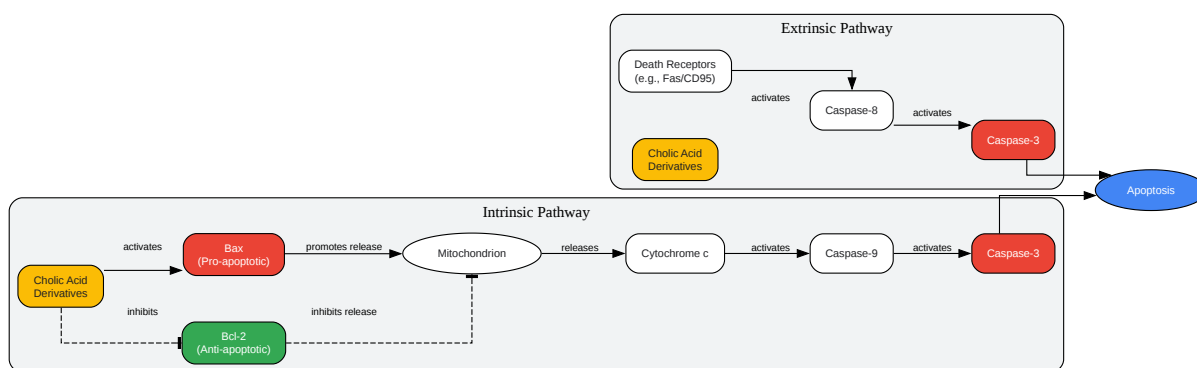 Extrinsic Pathway
Death Receptors
(e.g., Fas/CD95)
activates
Caspase-8
activates
Caspase-3
Cholic Acid
Derivatives
Apoptosis
Intrinsic Pathway
Cholic Acid
Derivatives
activates
Bax
(Pro-apoptotic)
promotes release
Mitochondrion
releases
Cytochrome c
activates
Caspase-9
activates
Caspase-3
inhibits
Bcl-2
(Anti-apoptotic)
inhibits release